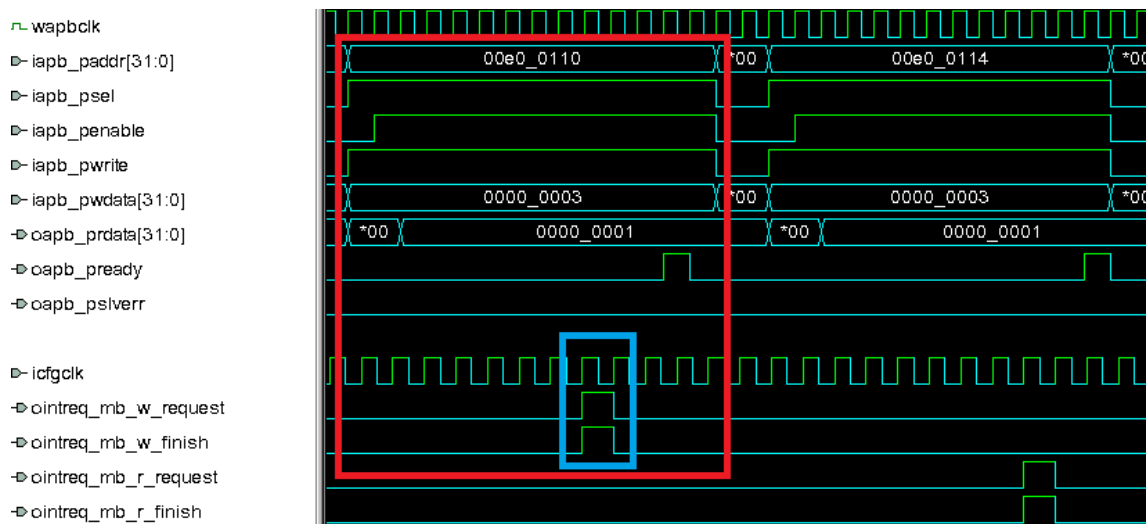 wapbclk
iapb_paddr[31:0] 00e0_0110 *00 00e0_0114 *00
iapb_psel
iapb_penable
iapb_pwrite
iapb_pwdata[31:0] 0000_0003 *00 0000_0003 *00
oapb_prdata[31:0] *00 0000_0001 *00 0000_0001
oapb_pready
oapb_pslverr
icfgclk
ointreq_mb_w_request
ointreq_mb_w_finish
ointreq_mb_r_request
ointreq_mb_r_finish